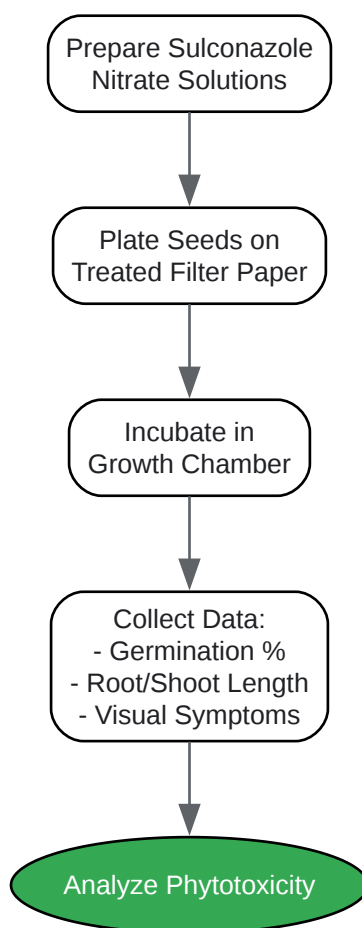 Prepare Sulconazole
Nitrate Solutions
Plate Seeds on
Treated Filter Paper
Incubate in
Growth Chamber
Collect Data:
- Germination %
- Root/Shoot Length
- Visual Symptoms
Analyze Phytotoxicity